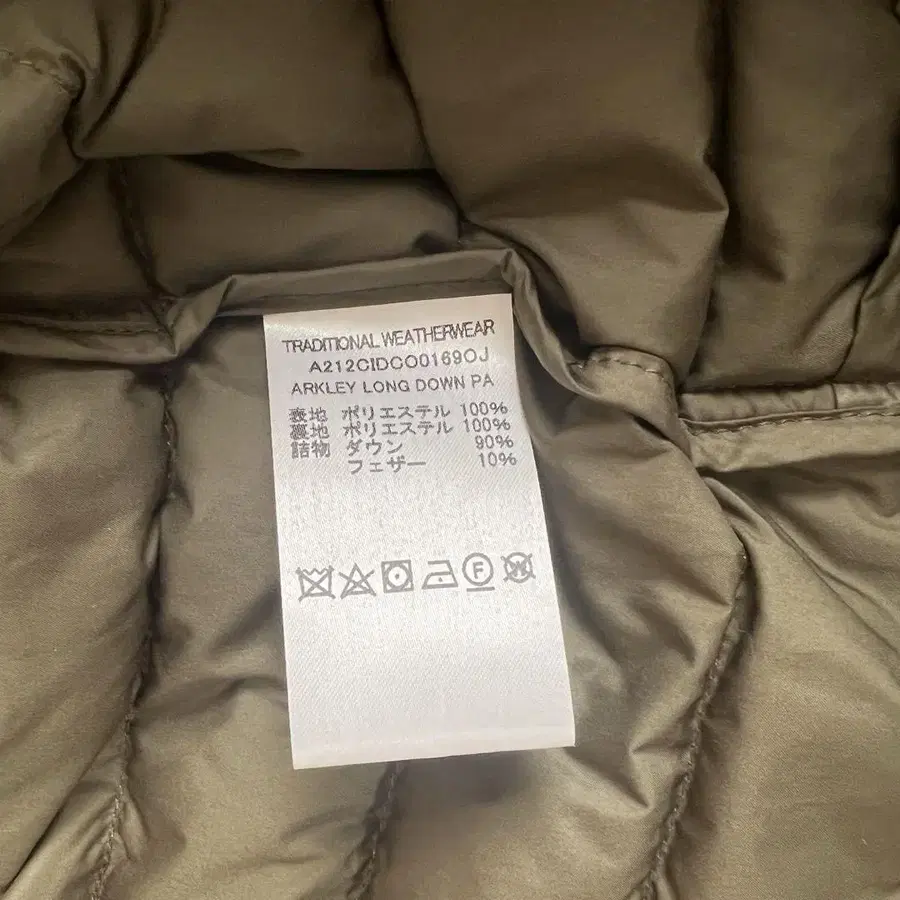 TRADITIONAL WEATHERWEAR
A212CIDCO0169OJ
ARKLEY LONG DOWN PA
表地 ポリエステル 100%
裏地 ポリエステル 100%
詰物 ダウン 90%
フェザー 10%
F W